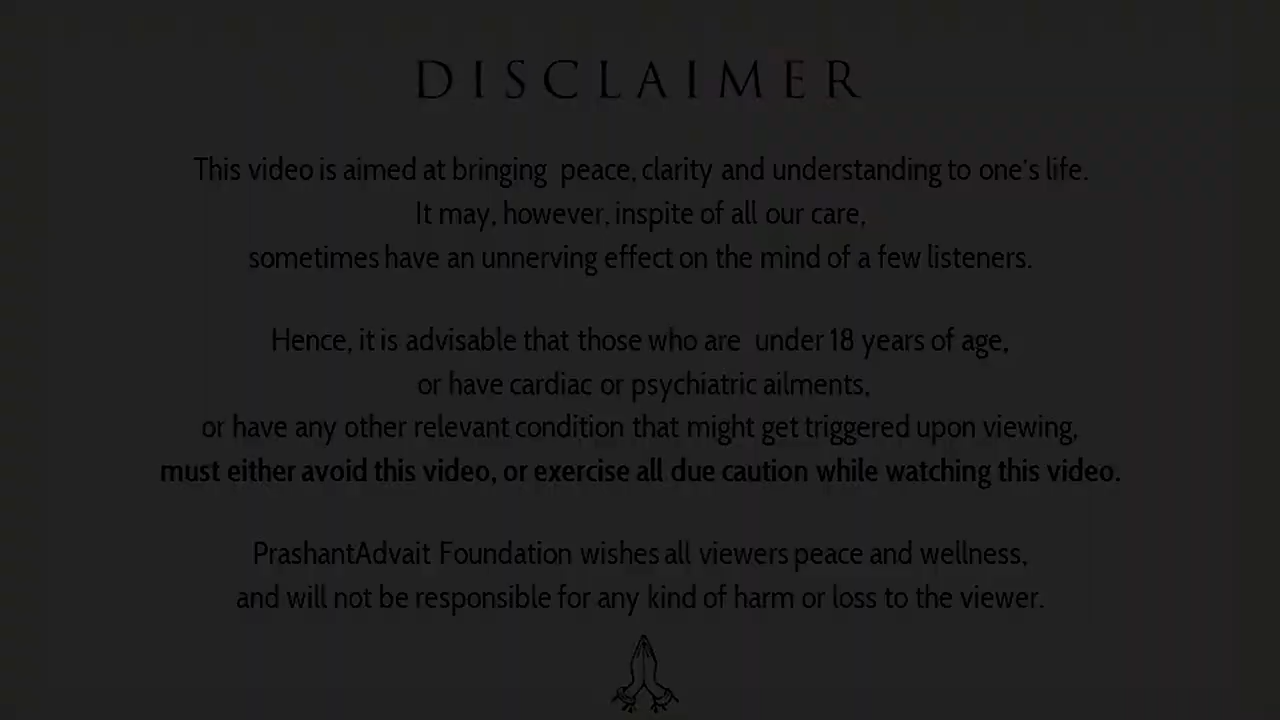 DISCLAIMER
This video is aimed at bringing peace, clarity and understanding to one's life.
It may, however, inspite of all our care,
sometimes have an unnerving effect on the mind of a few listeners.
Hence, it is advisable that those who are under 18 years of age,
or have cardiac or psychiatric ailments,
or have any other relevant condition that might get triggered upon viewing,
must either avoid this video, or exercise all due caution while watching this video.
PrashantAdvait Foundation wishes all viewers peace and wellness,
and will not be responsible for any kind of harm or loss to the viewer.